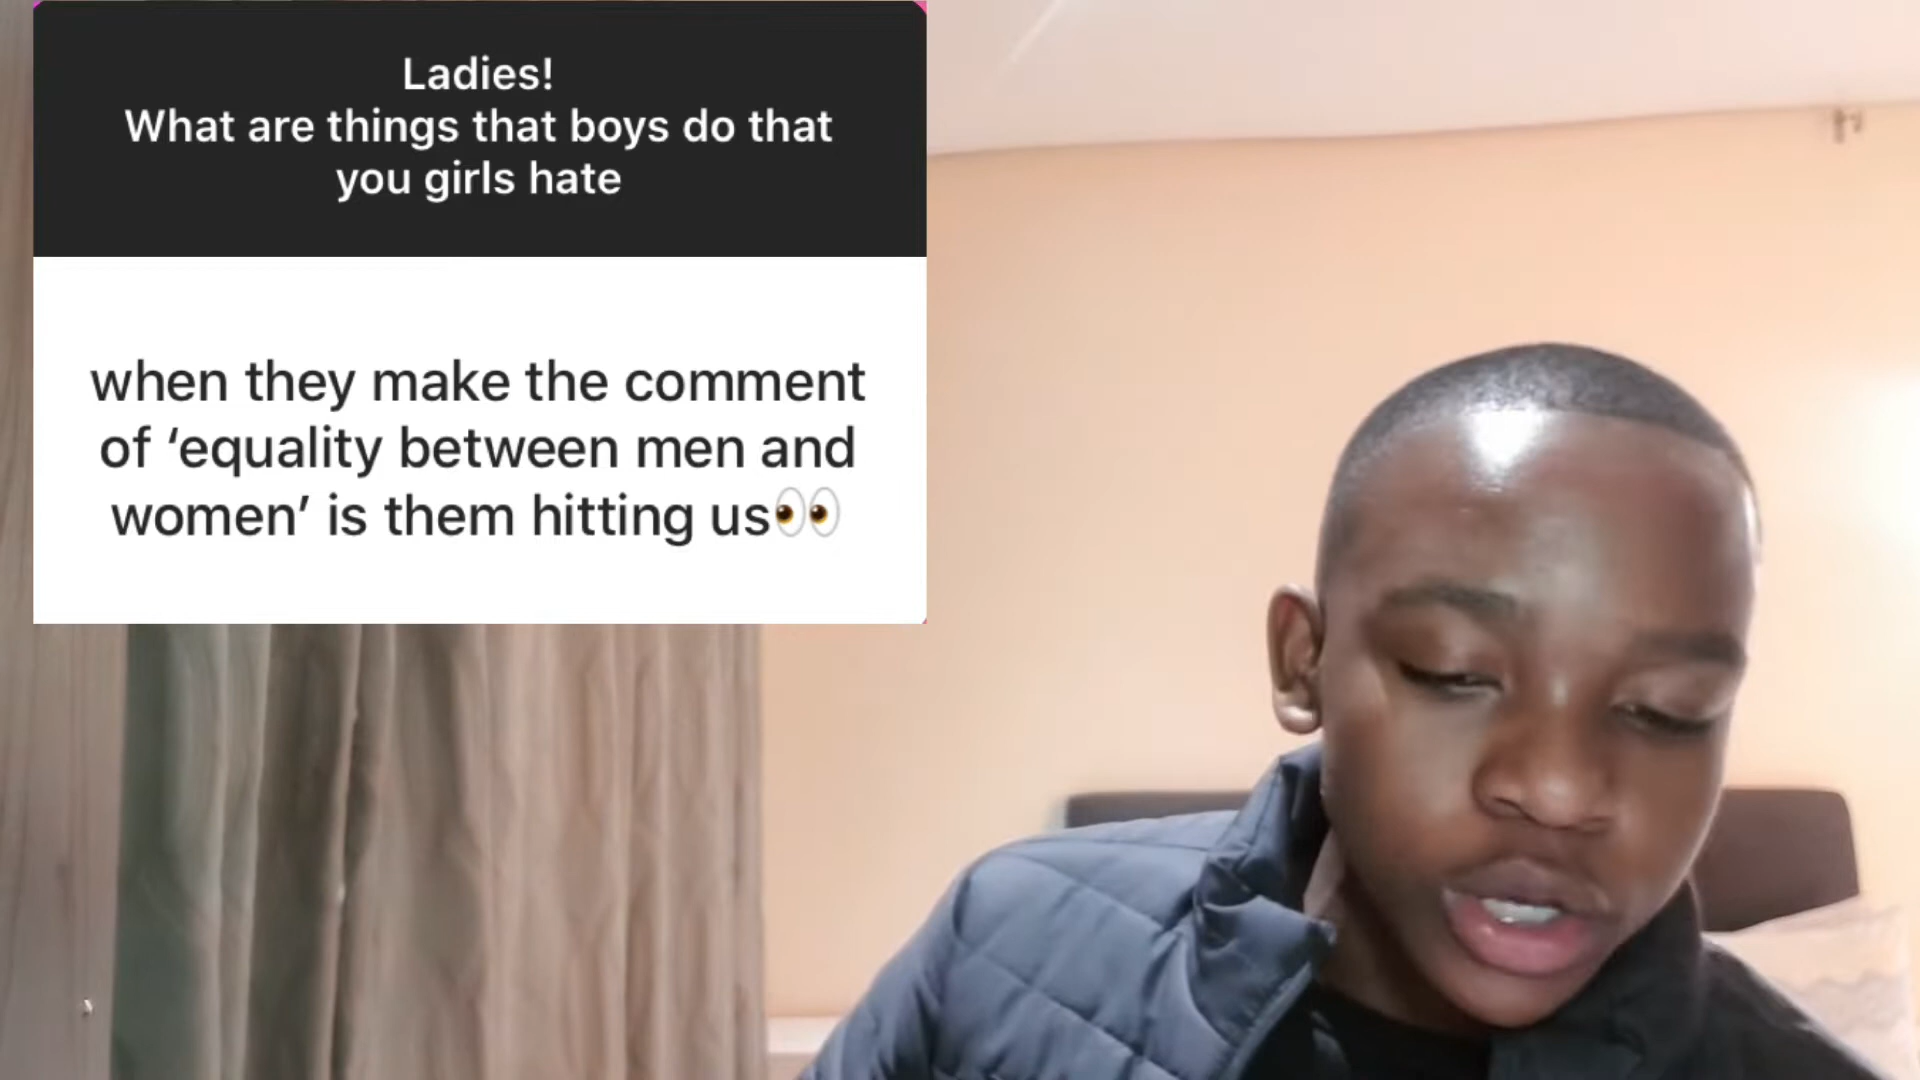 Ladies!
What are things that boys do that
you girls hate
when they make the comment
of ‘equality between men and
women’ is them hitting us👀